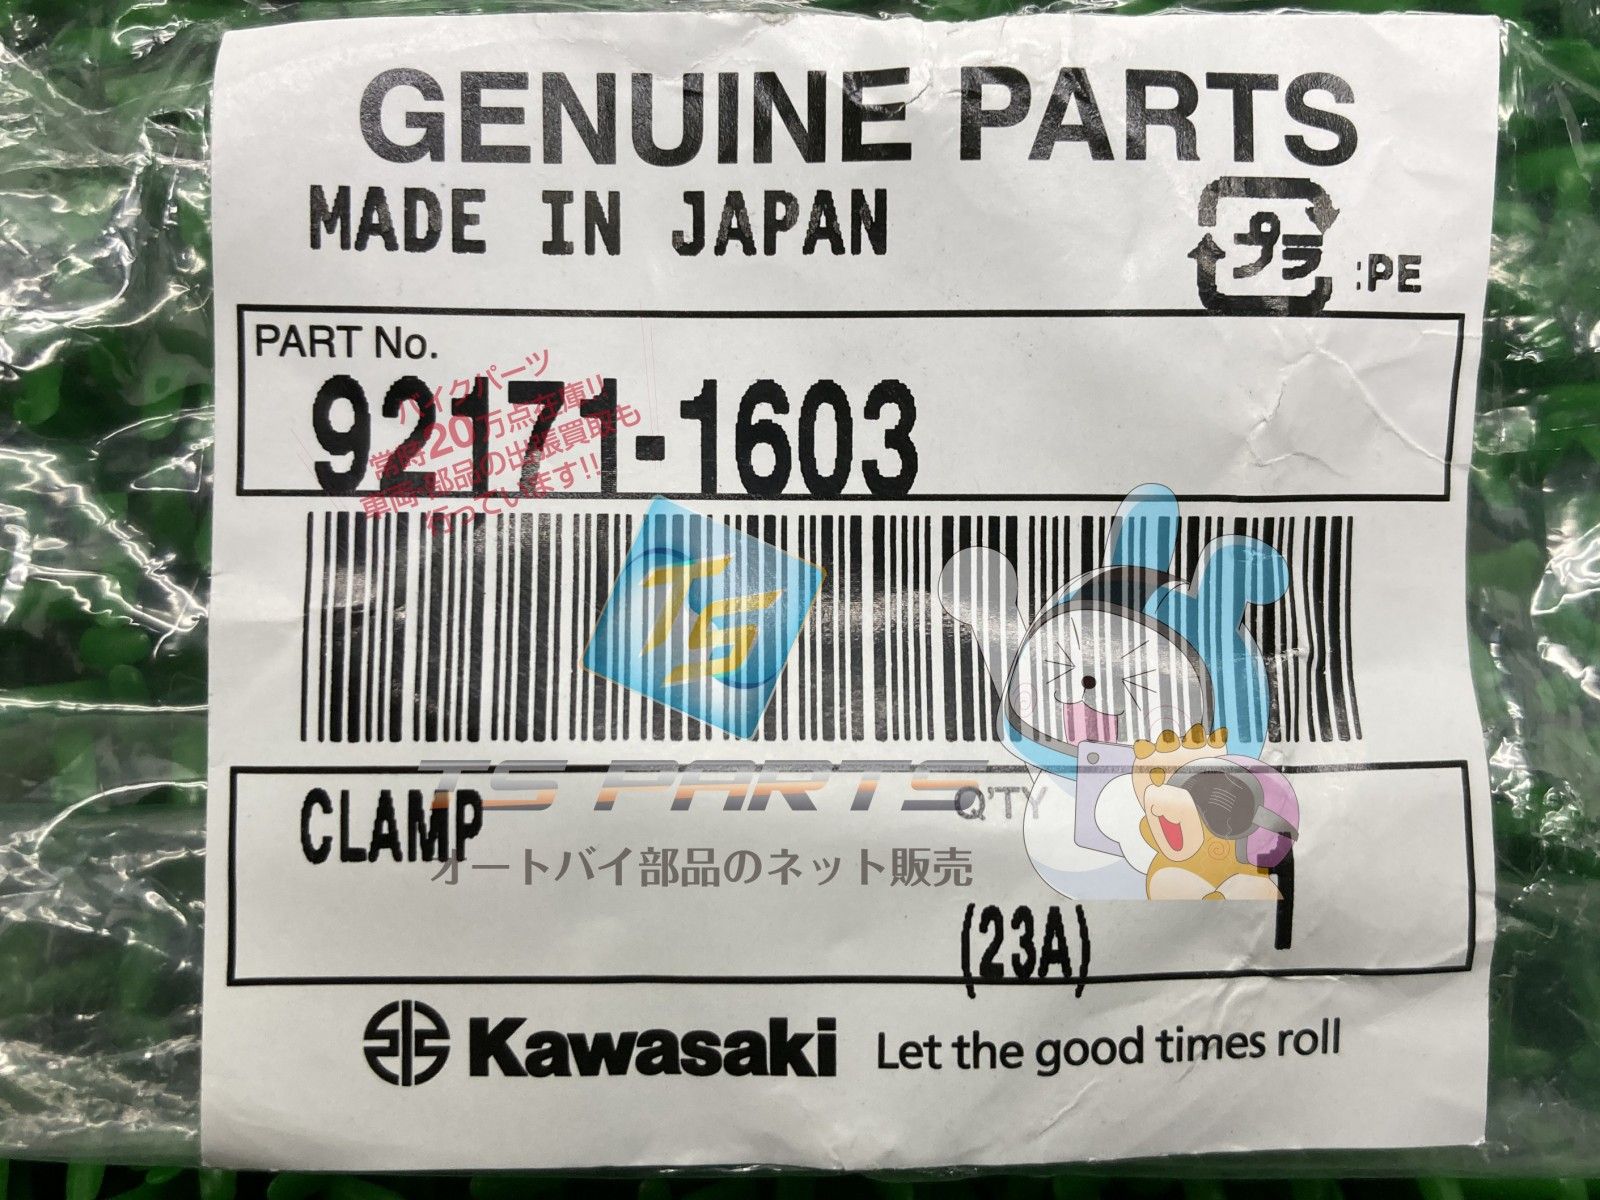 GENUINE PARTS
MADE IN JAPAN
プラ :PE
PART No.
92171-1603
バイクパーツ
常時20万点在庫!!
車両・部品の出張買取も
行っています!!
TS
TS PARTS
オートバイ部品のネット販売
CLAMP
Q'TY
1
(23A)
Kawasaki Let the good times roll